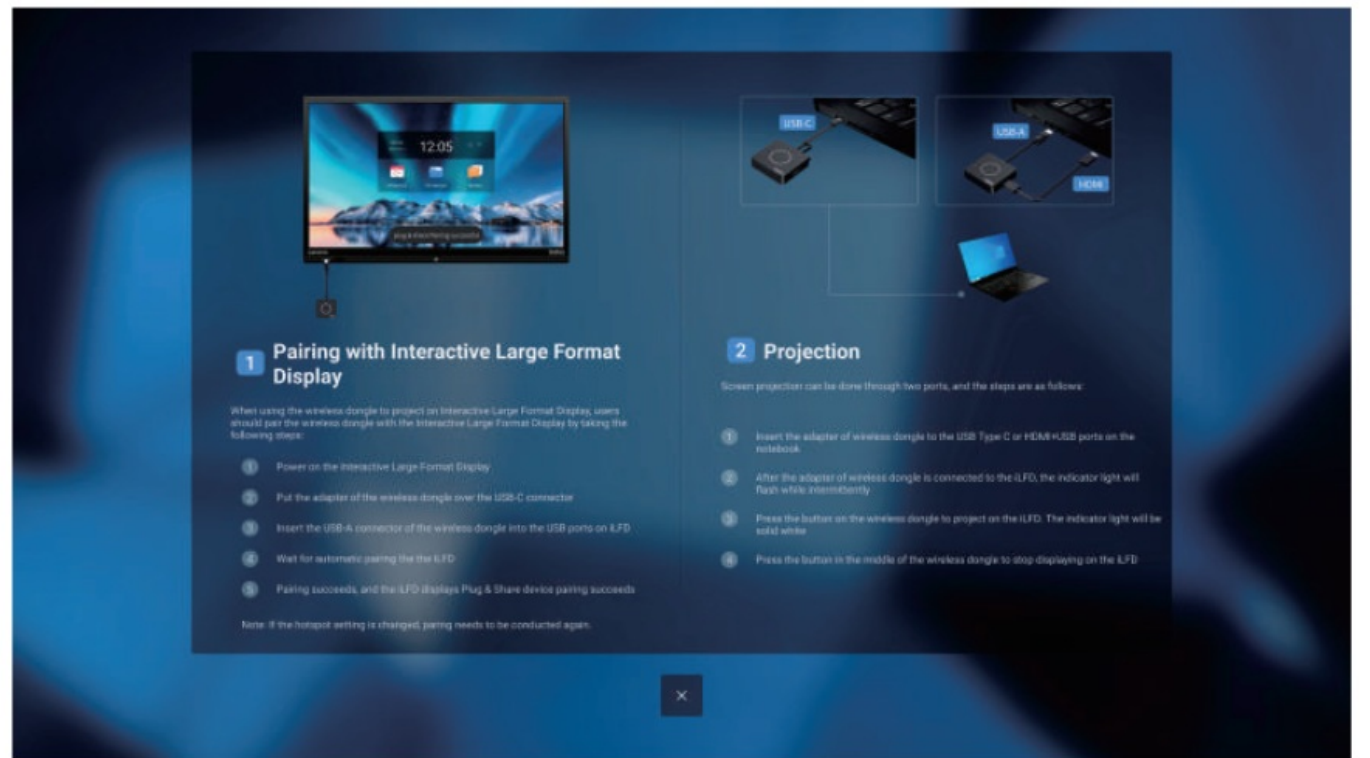 12:05
plug & share Pairing successful
USB-C
USB-A
HDMI
1
Pairing with Interactive Large Format
Display
When using the wireless dongle to project on Interactive Large Format Display, users
should pair the wireless dongle with the Interactive Large Format Display by taking the
following steps:
1 Power on the Interactive Large Format Display
2 Put the adapter of the wireless dongle over the USB-C connector
3 Insert the USB-A connector of the wireless dongle into the USB ports on iLFD
4 Wait for automatic pairing the the iLFD
5 Pairing succeeds, and the iLFD displays Plug & Share device pairing succeeds
Note: If the hotspot setting is changed, paring needs to be conducted again.
2 Projection
Screen projection can be done through two ports, and the steps are as follows:
1 Insert the adapter of wireless dongle to the USB Type C or HDMI+USB ports on the
notebook
2 After the adapter of wireless dongle is connected to the iLFD, the indicator light will
flash while intermittently
3 Press the button on the wireless dongle to project on the iLFD. The indicator light will be
solid white
4 Press the button in the middle of the wireless dongle to stop displaying on the iLFD